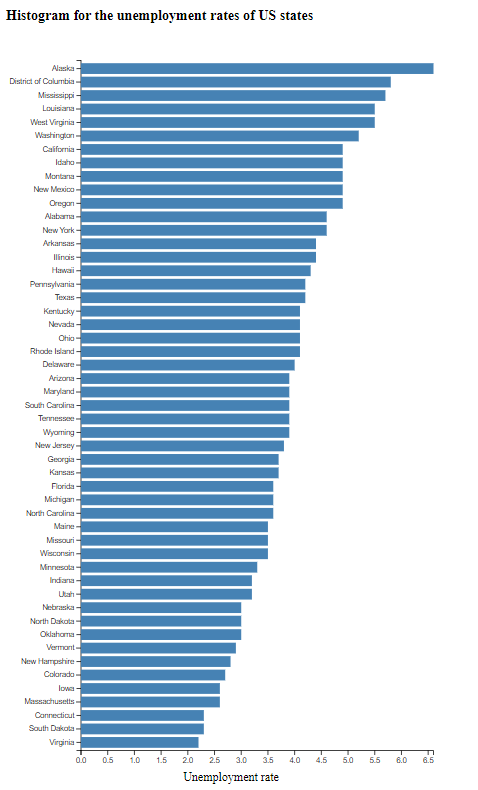 Histogram for the unemployment rates of US states
Alaska
District of Columbia
Mississippi
Louisiana
West Virginia
Washington
California
Idaho
Montana
New Mexico
Oregon
Alabama
New York
Arkansas
Illinois
Hawaii
Pennsylvania
Texas
Kentucky
Nevada
Ohio
Rhode Island
Delaware
Arizona
Maryland
South Carolina
Tennessee
Wyoming
New Jersey
Georgia
Kansas
Florida
Michigan
North Carolina
Maine
Missouri
Wisconsin
Minnesota
Indiana
Utah
Nebraska
North Dakota
Oklahoma
Vermont
New Hampshire
Colorado
Iowa
Massachusetts
Connecticut
South Dakota
Virginia
0.0 0.5 1.0 1.5 2.0 2.5 3.0 3.5 4.0 4.5 5.0 5.5 6.0 6.5
Unemployment rate